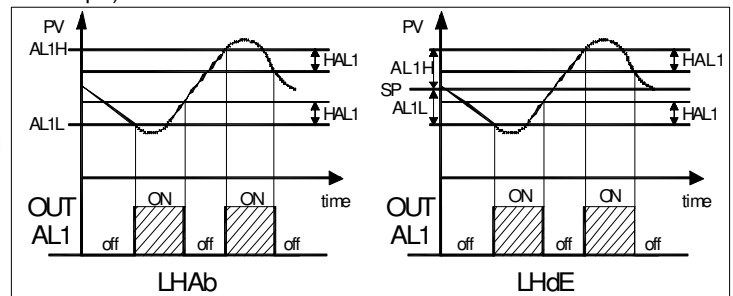 PV
AL1H
HAL1
HAL1
AL1L
time
OUT
AL1
off
ON
off
ON
off
LHAb
PV
AL1H
HAL1
SP
AL1L
HAL1
time
OUT
AL1
off
ON
off
ON
off
LHdE